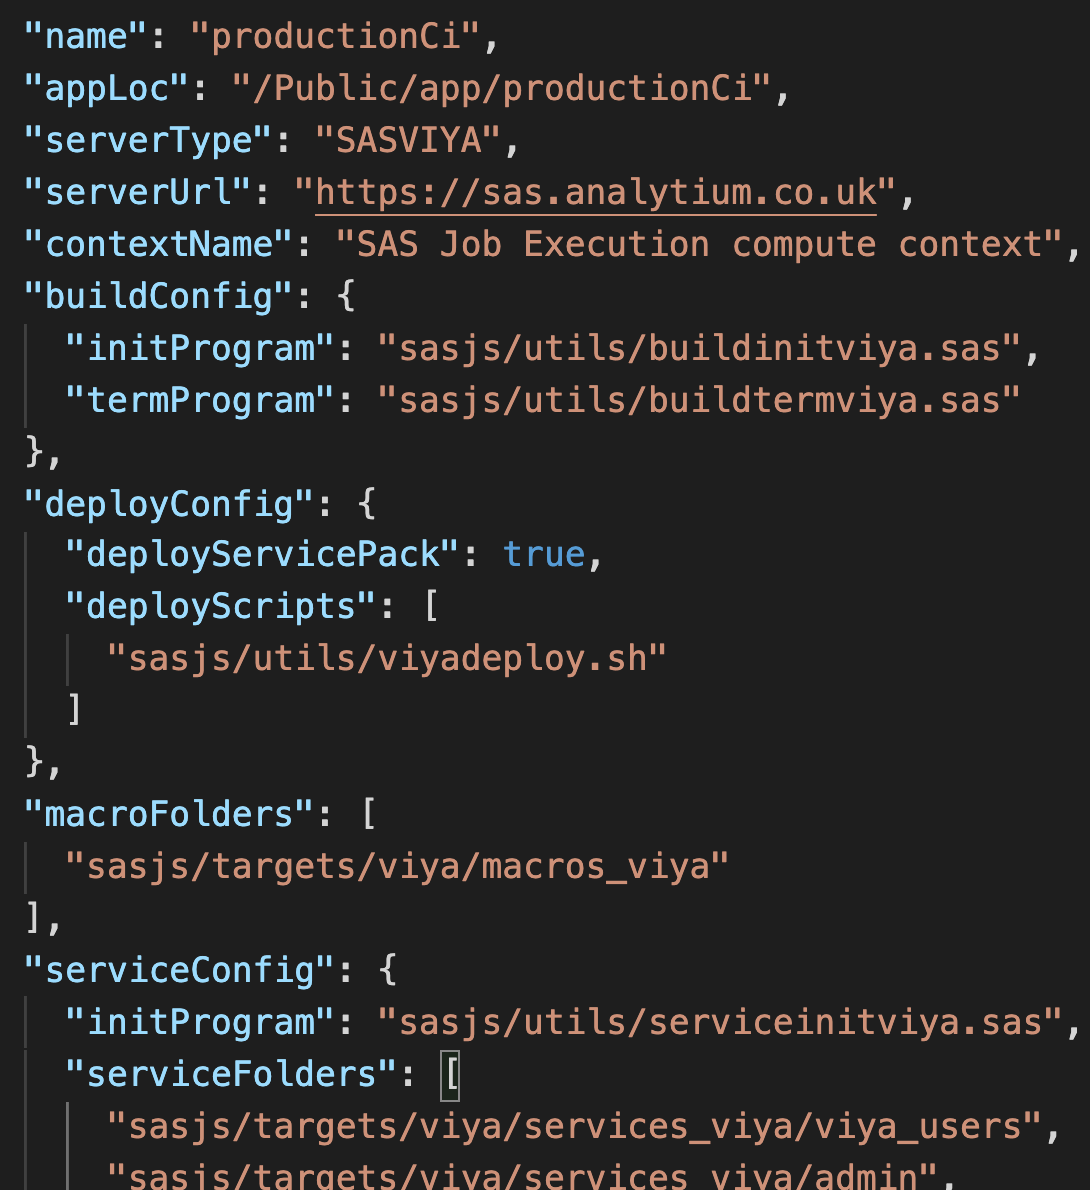 "name": "productionCi",
"appLoc": "/Public/app/productionCi",
"serverType": "SASVIYA",
"serverUrl": "https://sas.analytium.co.uk",
"contextName": "SAS Job Execution compute context",
"buildConfig": {
"initProgram": "sasjs/utils/buildinitviya.sas",
"termProgram": "sasjs/utils/buildtermviya.sas"
},
"deployConfig": {
"deployServicePack": true,
"deployScripts": [
"sasjs/utils/viyadeploy.sh"
]
},
"macroFolders": [
"sasjs/targets/viya/macros_viya"
],
"serviceConfig": {
"initProgram": "sasjs/utils/serviceinitviya.sas",
"serviceFolders": [
"sasjs/targets/viya/services_viya/viya_users",
"sasjs/targets/viya/services_viya/admin",